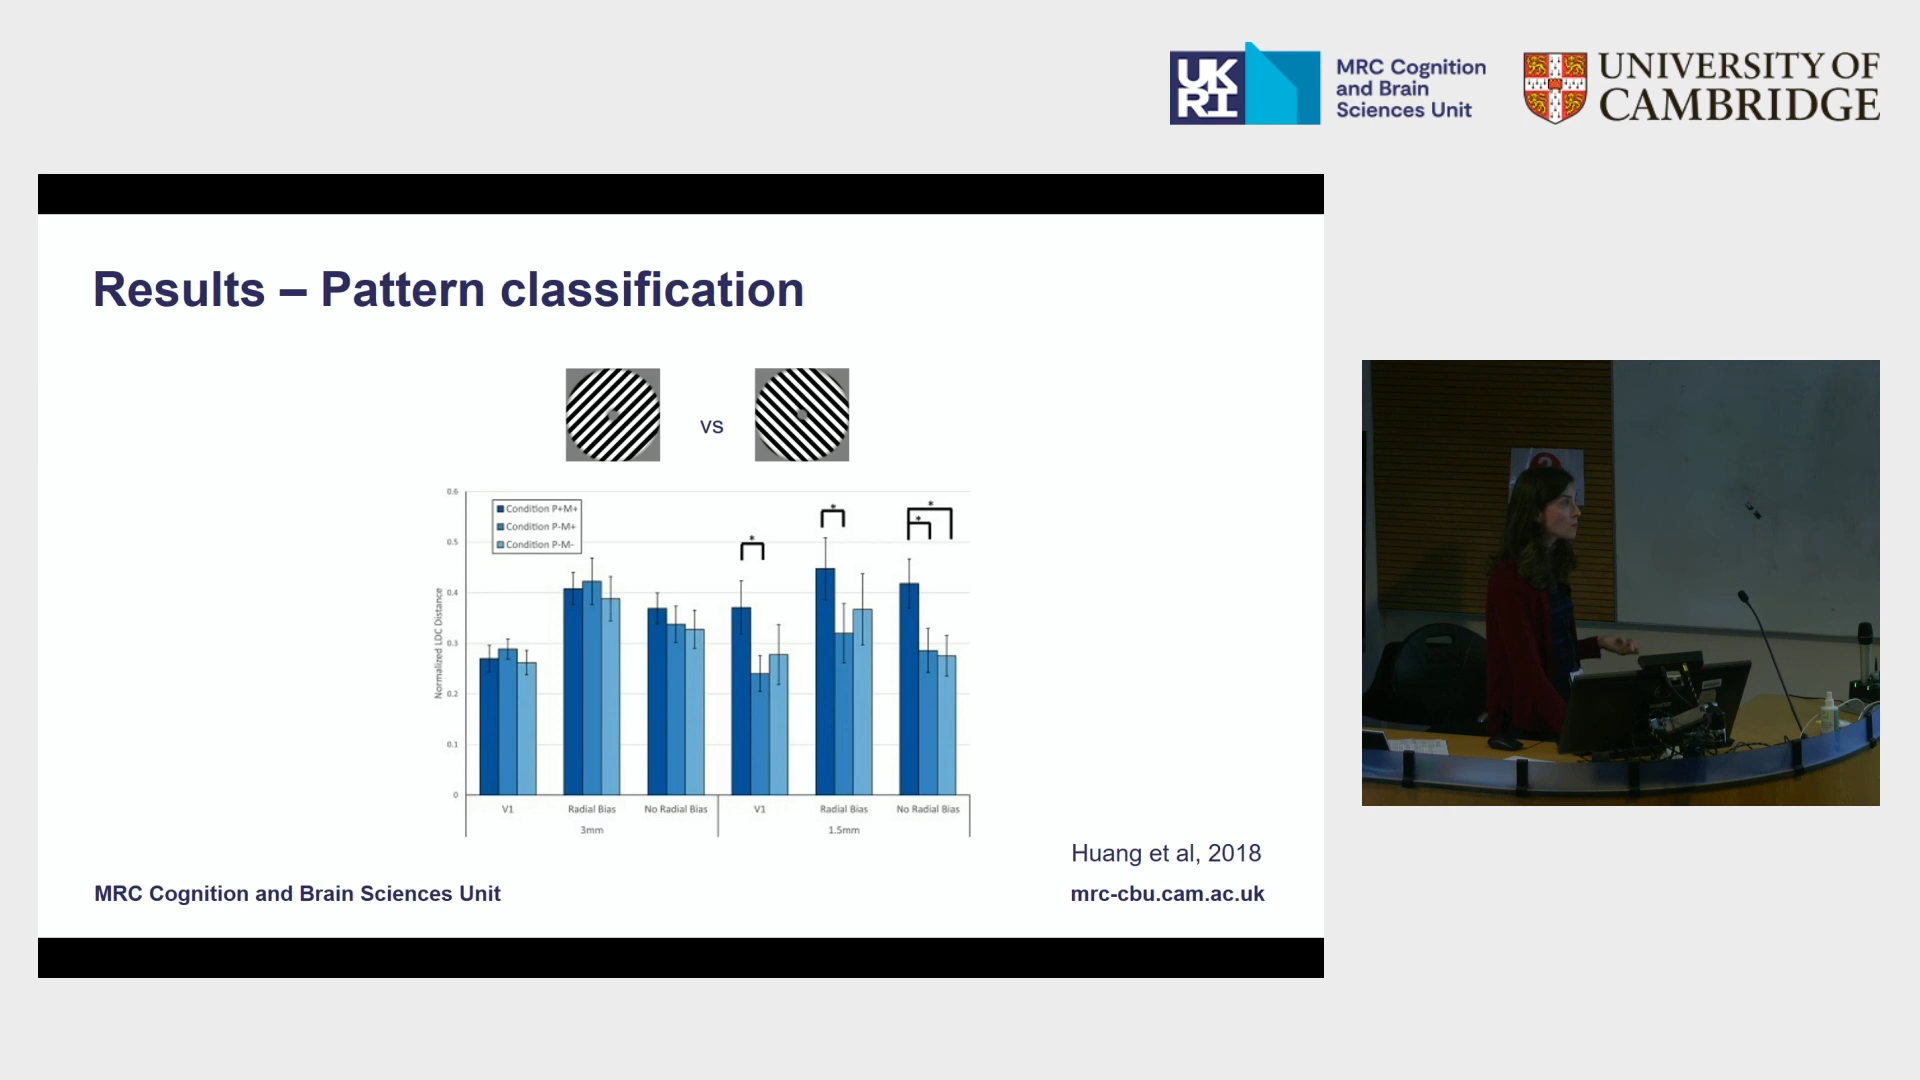 UK
RI
MRC Cognition
and Brain
Sciences Unit
UNIVERSITY OF
CAMBRIDGE
Results – Pattern classification
vs
0.6
0.5
0.4
0.3
0.2
0.1
0
Normalized LDC Distance
Condition P+M+
Condition P-M+
Condition P-M-
*
*
*
*
V1
Radial Bias
No Radial Bias
V1
Radial Bias
No Radial Bias
3mm
1.5mm
Huang et al, 2018
MRC Cognition and Brain Sciences Unit
mrc-cbu.cam.ac.uk